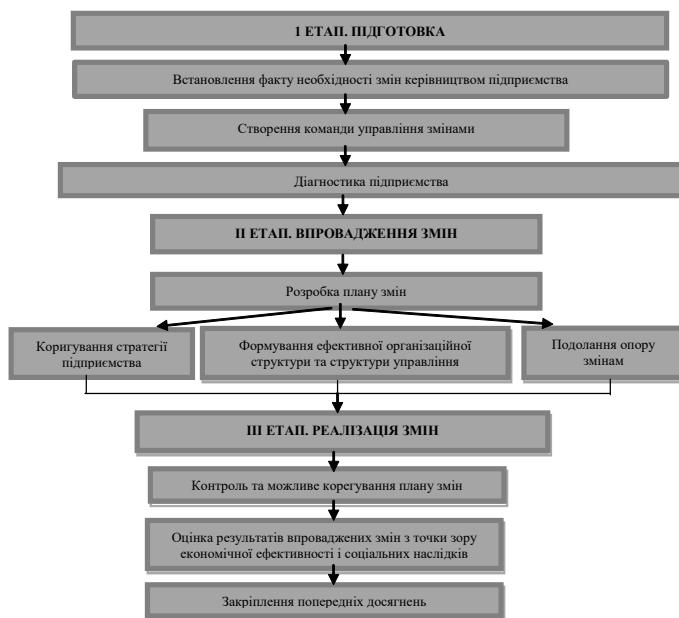 1 ЕТАП. ПІДГОТОВКА
Встановлення факту необхідності змін керівництвом підприємства
Створення команди управління змінами
Діагностика підприємства
ІІ ЕТАП. ВПРОВАДЖЕННЯ ЗМІН
Розробка плану змін
Коригування стратегії
підприємства
Формування ефективної організаційної
структури та структури управління
Подолання опору
змінам
ІІІ ЕТАП. РЕАЛІЗАЦІЯ ЗМІН
Контроль та можливе корегування плану змін
Оцінка результатів впроваджених змін з точки зору
економічної ефективності і соціальних наслідків
Закріплення попередніх досягнень